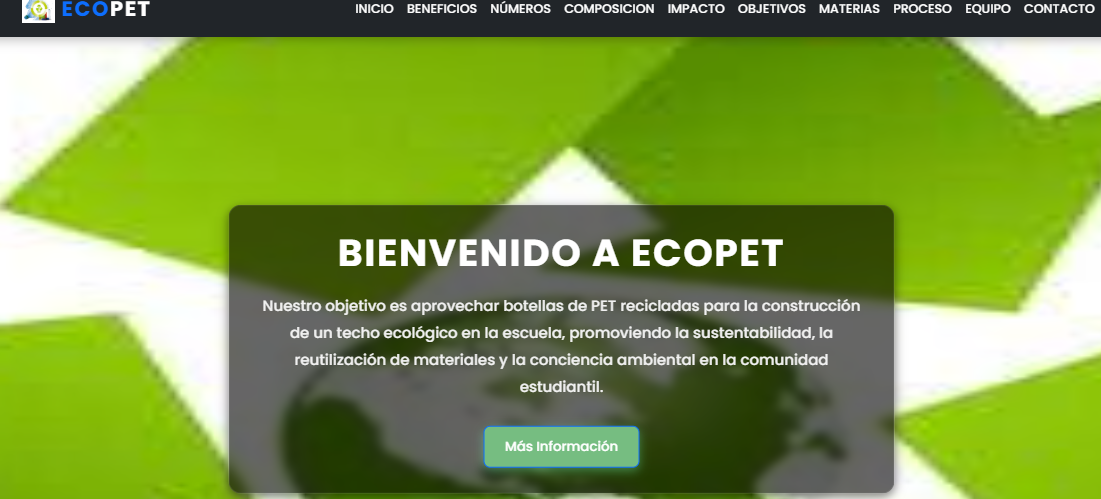 ECOPET
INICIO BENEFICIOS NÚMEROS COMPOSICION IMPACTO OBJETIVOS MATERIAS PROCESO EQUIPO CONTACTO
BIENVENIDO A ECOPET
Nuestro objetivo es aprovechar botellas de PET recicladas para la construcción
de un techo ecológico en la escuela, promoviendo la sustentabilidad, la
reutilización de materiales y la conciencia ambiental en la comunidad
estudiantil.
Más Información